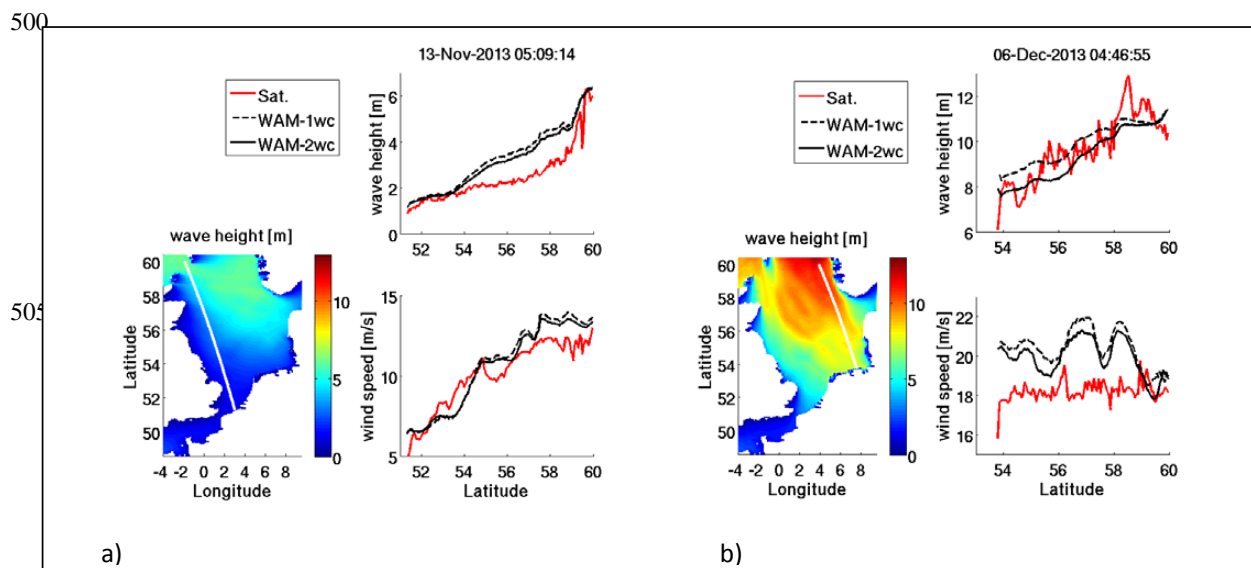 500
13-Nov-2013 05:09:14
Sat.
WAM-1wc
WAM-2wc
wave height [m]
6
4
2
0
52 54 56 58 60
wave height [m]
60
58
56
54
52
50
Latitude
-4 -2 0 2 4 6 8
Longitude
10
5
0
wind speed [m/s]
15
10
5
52 54 56 58 60
Latitude
a)
06-Dec-2013 04:46:55
Sat.
WAM-1wc
WAM-2wc
wave height [m]
12
10
8
6
54 56 58 60
wave height [m]
60
58
56
54
52
50
Latitude
-4 -2 0 2 4 6 8
Longitude
10
5
0
wind speed [m/s]
22
20
18
16
54 56 58 60
Latitude
b)